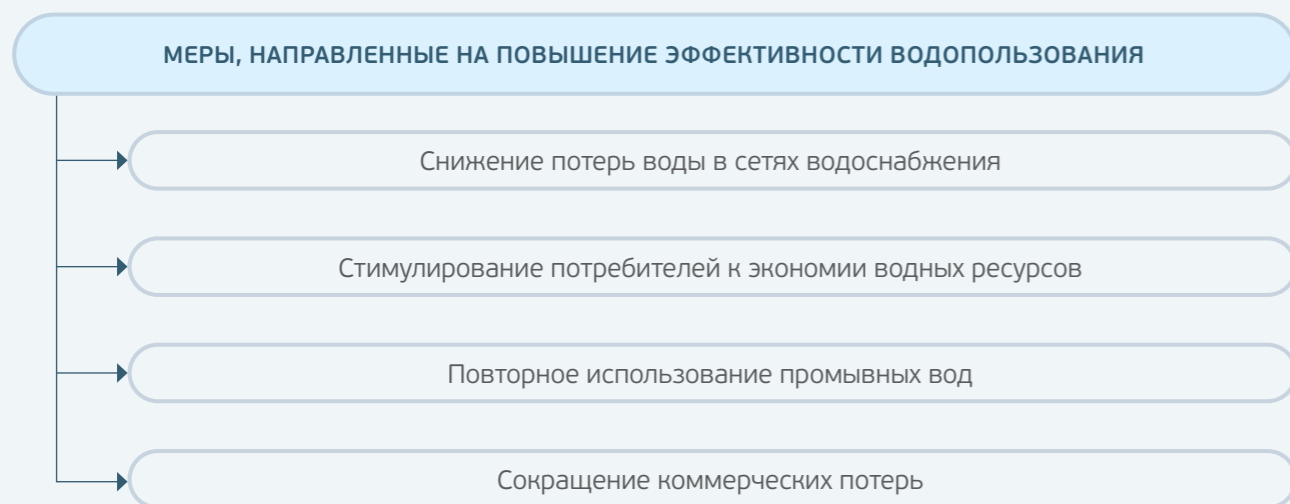 МЕРЫ, НАПРАВЛЕННЫЕ НА ПОВЫШЕНИЕ ЭФФЕКТИВНОСТИ ВОДОПОЛЬЗОВАНИЯ
Снижение потерь воды в сетях водоснабжения
Стимулирование потребителей к экономии водных ресурсов
Повторное использование промывных вод
Сокращение коммерческих потерь